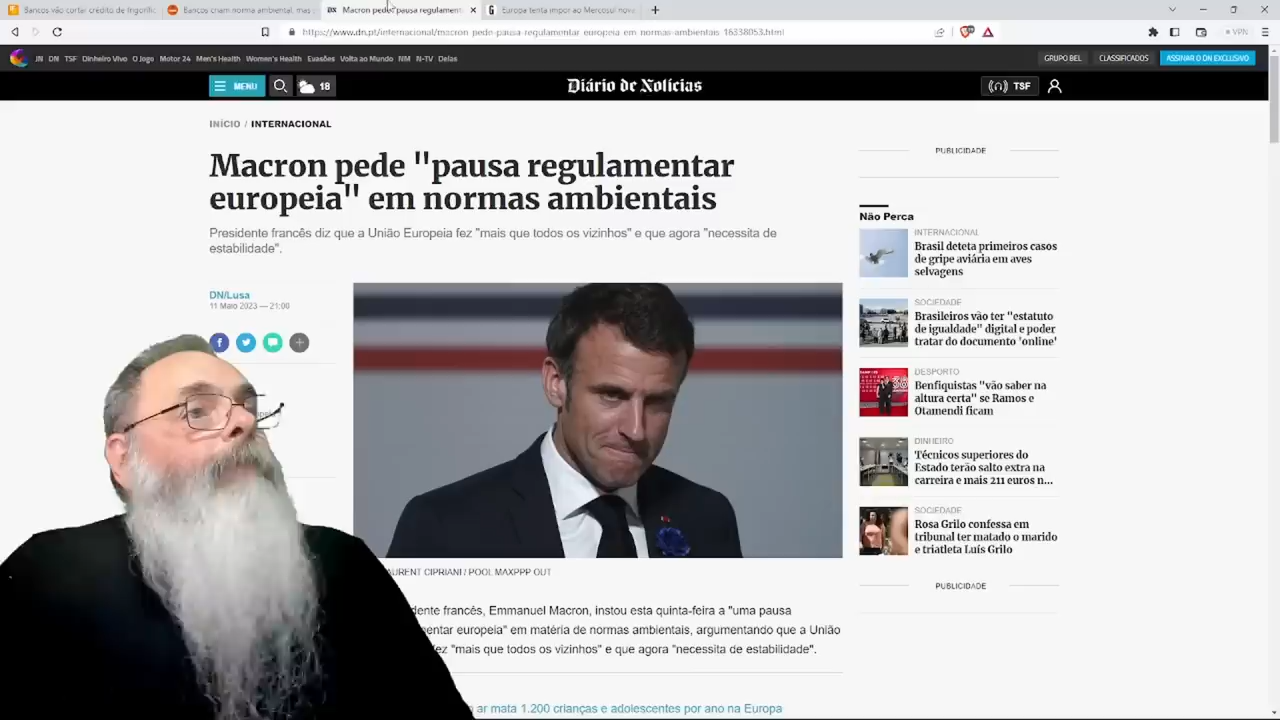 Bancos vão cortar crédito de frigorífic
Bancos criam norma ambiental, mas
DN Macron pede "pausa regulament
Europa tenta impor ao Mercosul nova
https://www.dn.pt/internacional/macron-pede-pausa-regulamentar-europeia-em-normas-ambientais-16338053.html
VPN
JN DN TSF Dinheiro Vivo O Jogo Motor 24 Men's Health Women's Health Evasões Volta ao Mundo NM N-TV Delas
GRUPO BEL CLASSIFICADOS ASSINAR O DN EXCLUSIVO
MENU 18 Diário de Notícias TSF
INÍCIO / INTERNACIONAL
Macron pede "pausa regulamentar
europeia" em normas ambientais
Presidente francês diz que a União Europeia fez "mais que todos os vizinhos" e que agora "necessita de
estabilidade".
DN/Lusa
11 Maio 2023 — 21:00
AURENT CIPRIANI / POOL MAXPPP OUT
dente francês, Emmanuel Macron, instou esta quinta-feira a "uma pausa
mentar europeia" em matéria de normas ambientais, argumentando que a União
ez "mais que todos os vizinhos" e que agora "necessita de estabilidade".
ar mata 1.200 crianças e adolescentes por ano na Europa
PUBLICIDADE
Não Perca
INTERNACIONAL
Brasil deteta primeiros casos
de gripe aviária em aves
selvagens
SOCIEDADE
Brasileiros vão ter "estatuto
de igualdade" digital e poder
tratar do documento 'online'
DESPORTO
Benfiquistas "vão saber na
altura certa" se Ramos e
Otamendi ficam
DINHEIRO
Técnicos superiores do
Estado terão salto extra na
carreira e mais 211 euros n...
SOCIEDADE
Rosa Grilo confessa em
tribunal ter matado o marido
e triatleta Luís Grilo
PUBLICIDADE